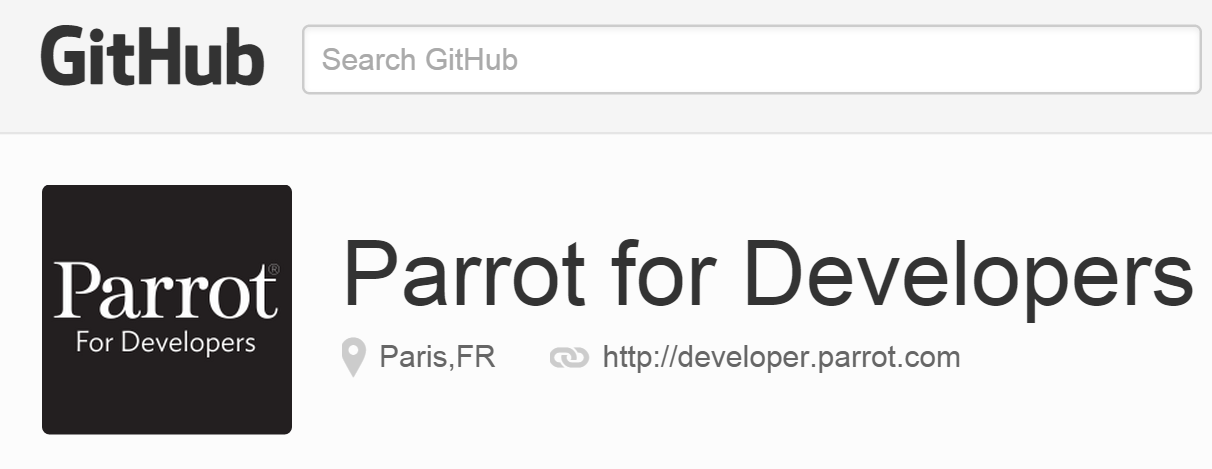 GitHub
Search GitHub
Parrot®
For Developers
Parrot for Developers
Paris,FR
http://developer.parrot.com